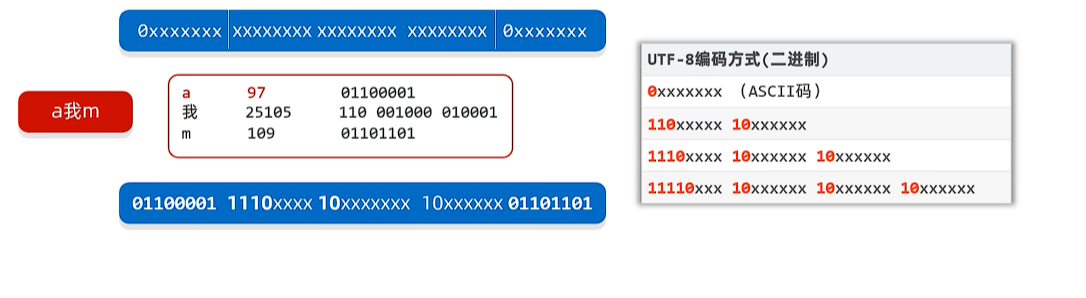 0xxxxxxx xxxxxxxx xxxxxxxx xxxxxxxx 0xxxxxxx
a我m
a 97 01100001
我 25105 110 001000 010001
m 109 01101101
01100001 1110xxxx 10xxxxxxx 10xxxxxx 01101101
UTF-8编码方式(二进制)
0xxxxxxx (ASCII码)
110xxxxx 10xxxxxx
1110xxxx 10xxxxxx 10xxxxxx
11110xxx 10xxxxxx 10xxxxxx 10xxxxxx